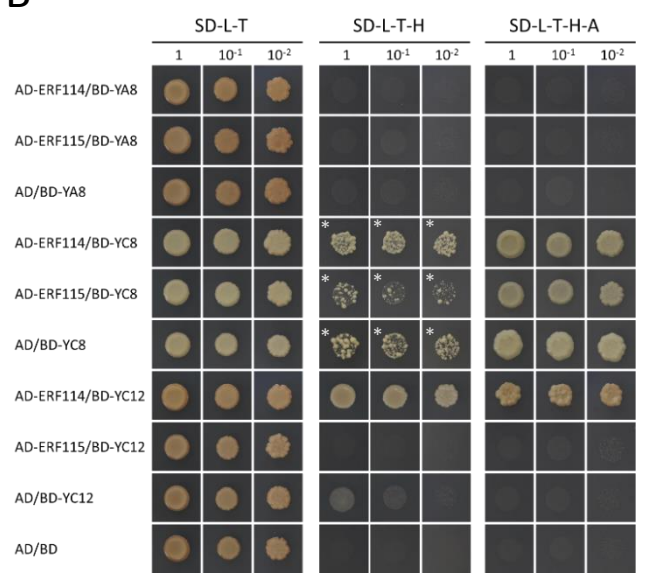 SD-L-T SD-L-T-H SD-L-T-H-A
1 10-1 10-2 1 10-1 10-2 1 10-1 10-2
AD-ERF114/BD-YA8
AD-ERF115/BD-YA8
AD/BD-YA8
AD-ERF114/BD-YC8 * * *
AD-ERF115/BD-YC8 * * *
AD/BD-YC8 * * *
AD-ERF114/BD-YC12
AD-ERF115/BD-YC12
AD/BD-YC12
AD/BD